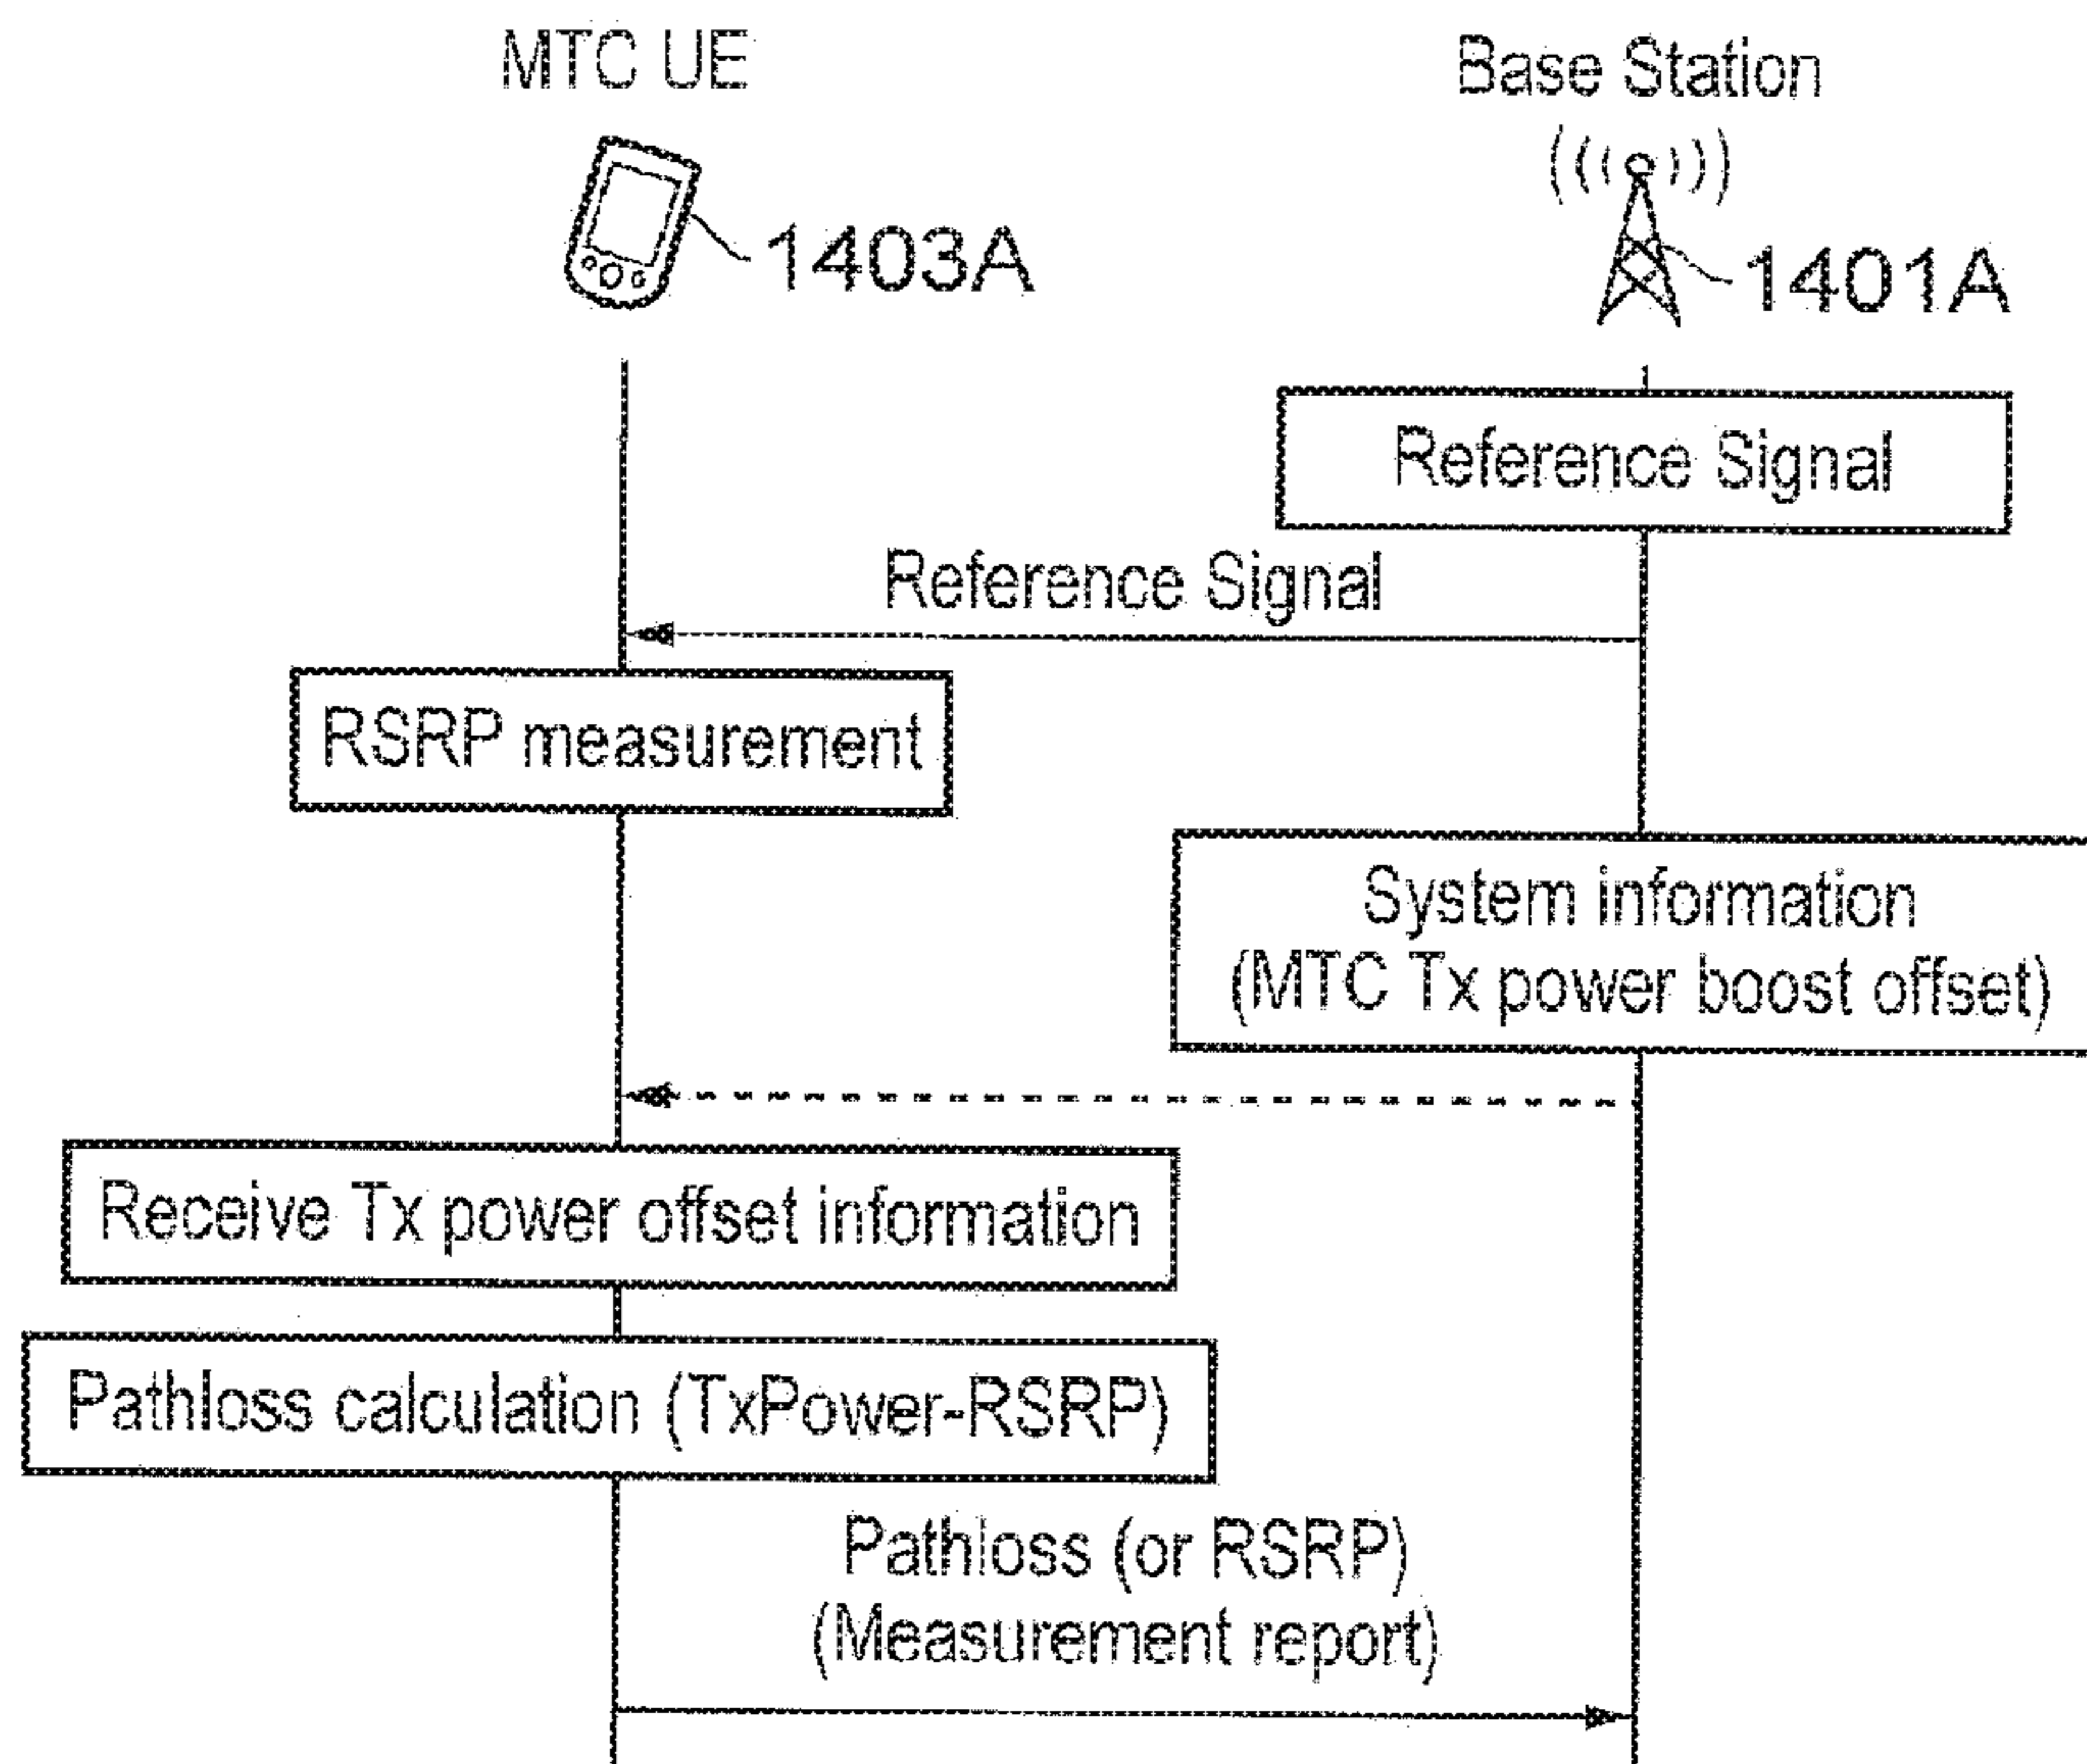 MTC UE
Base Station
1403A
1401A
Reference Signal
Reference Signal
RSRP measurement
System information
(MTC Tx power boost offset)
Receive Tx power offset information
Pathloss calculation (TxPower-RSRP)
Pathloss (or RSRP)
(Measurement report)